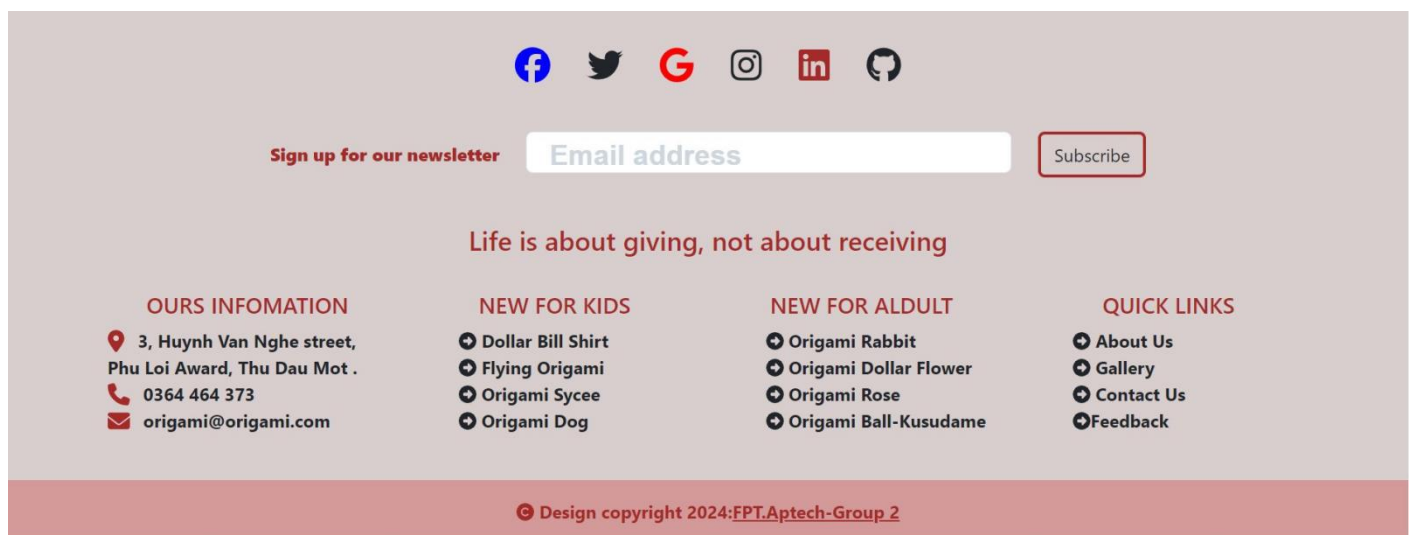 Sign up for our newsletter
Email address
Subscribe
Life is about giving, not about receiving
OURS INFOMATION
3, Huynh Van Nghe street,
Phu Loi Award, Thu Dau Mot .
0364 464 373
origami@origami.com
NEW FOR KIDS
Dollar Bill Shirt
Flying Origami
Origami Sycee
Origami Dog
NEW FOR ALDULT
Origami Rabbit
Origami Dollar Flower
Origami Rose
Origami Ball-Kusudame
QUICK LINKS
About Us
Gallery
Contact Us
Feedback
© Design copyright 2024:FPT.Aptech-Group 2